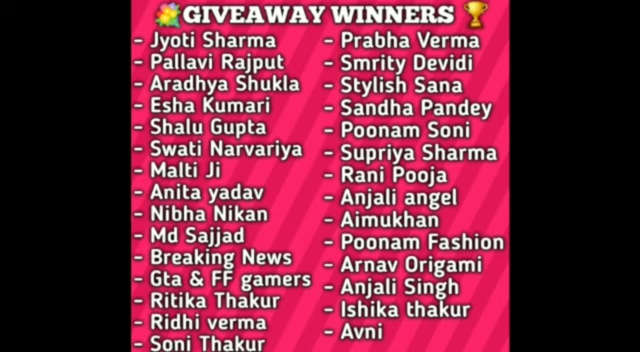 GIVEAWAY WINNERS
- Jyoti Sharma
- Pallavi Rajput
- Aradhya Shukla
- Esha Kumari
- Shalu Gupta
- Swati Narvariya
- Malti Ji
- Anita yadav
- Nibha Nikan
- Md Sajjad
- Breaking News
- Gta & FF gamers
- Ritika Thakur
- Ridhi verma
- Soni Thakur
- Prabha Verma
- Smrity Devidi
- Stylish Sana
- Sandha Pandey
- Poonam Soni
- Supriya Sharma
- Rani Pooja
- Anjali angel
- Aimukhan
- Poonam Fashion
- Arnav Origami
- Anjali Singh
- Ishika thakur
- Avni